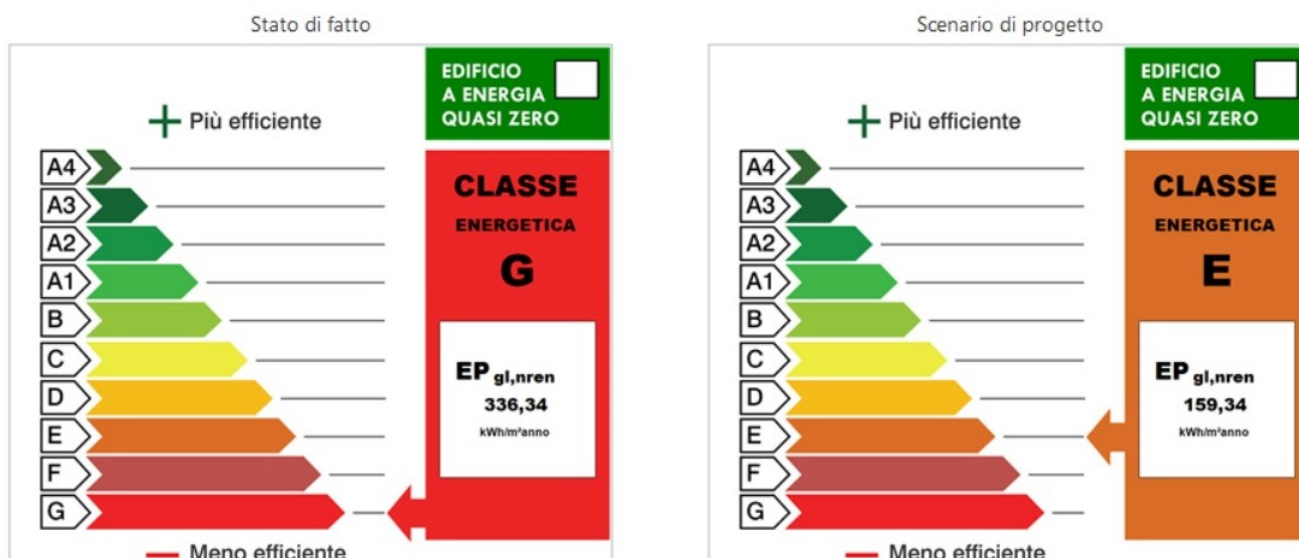 Stato di fatto
EDIFICIO
A ENERGIA
QUASI ZERO
Più efficiente
A4
A3
A2
A1
B
C
D
E
F
G
CLASSE
ENERGETICA
G
EP gl,nren
336,34
kWh/m²anno
Meno efficiente
Scenario di progetto
EDIFICIO
A ENERGIA
QUASI ZERO
Più efficiente
A4
A3
A2
A1
B
C
D
E
F
G
CLASSE
ENERGETICA
E
EP gl,nren
159,34
kWh/m²anno
Meno efficiente